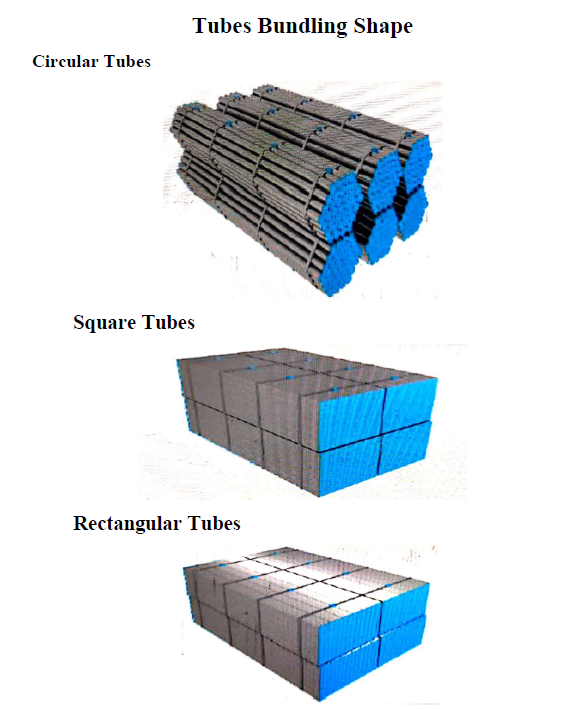 Tubes Bundling Shape
Circular Tubes
Square Tubes
Rectangular Tubes